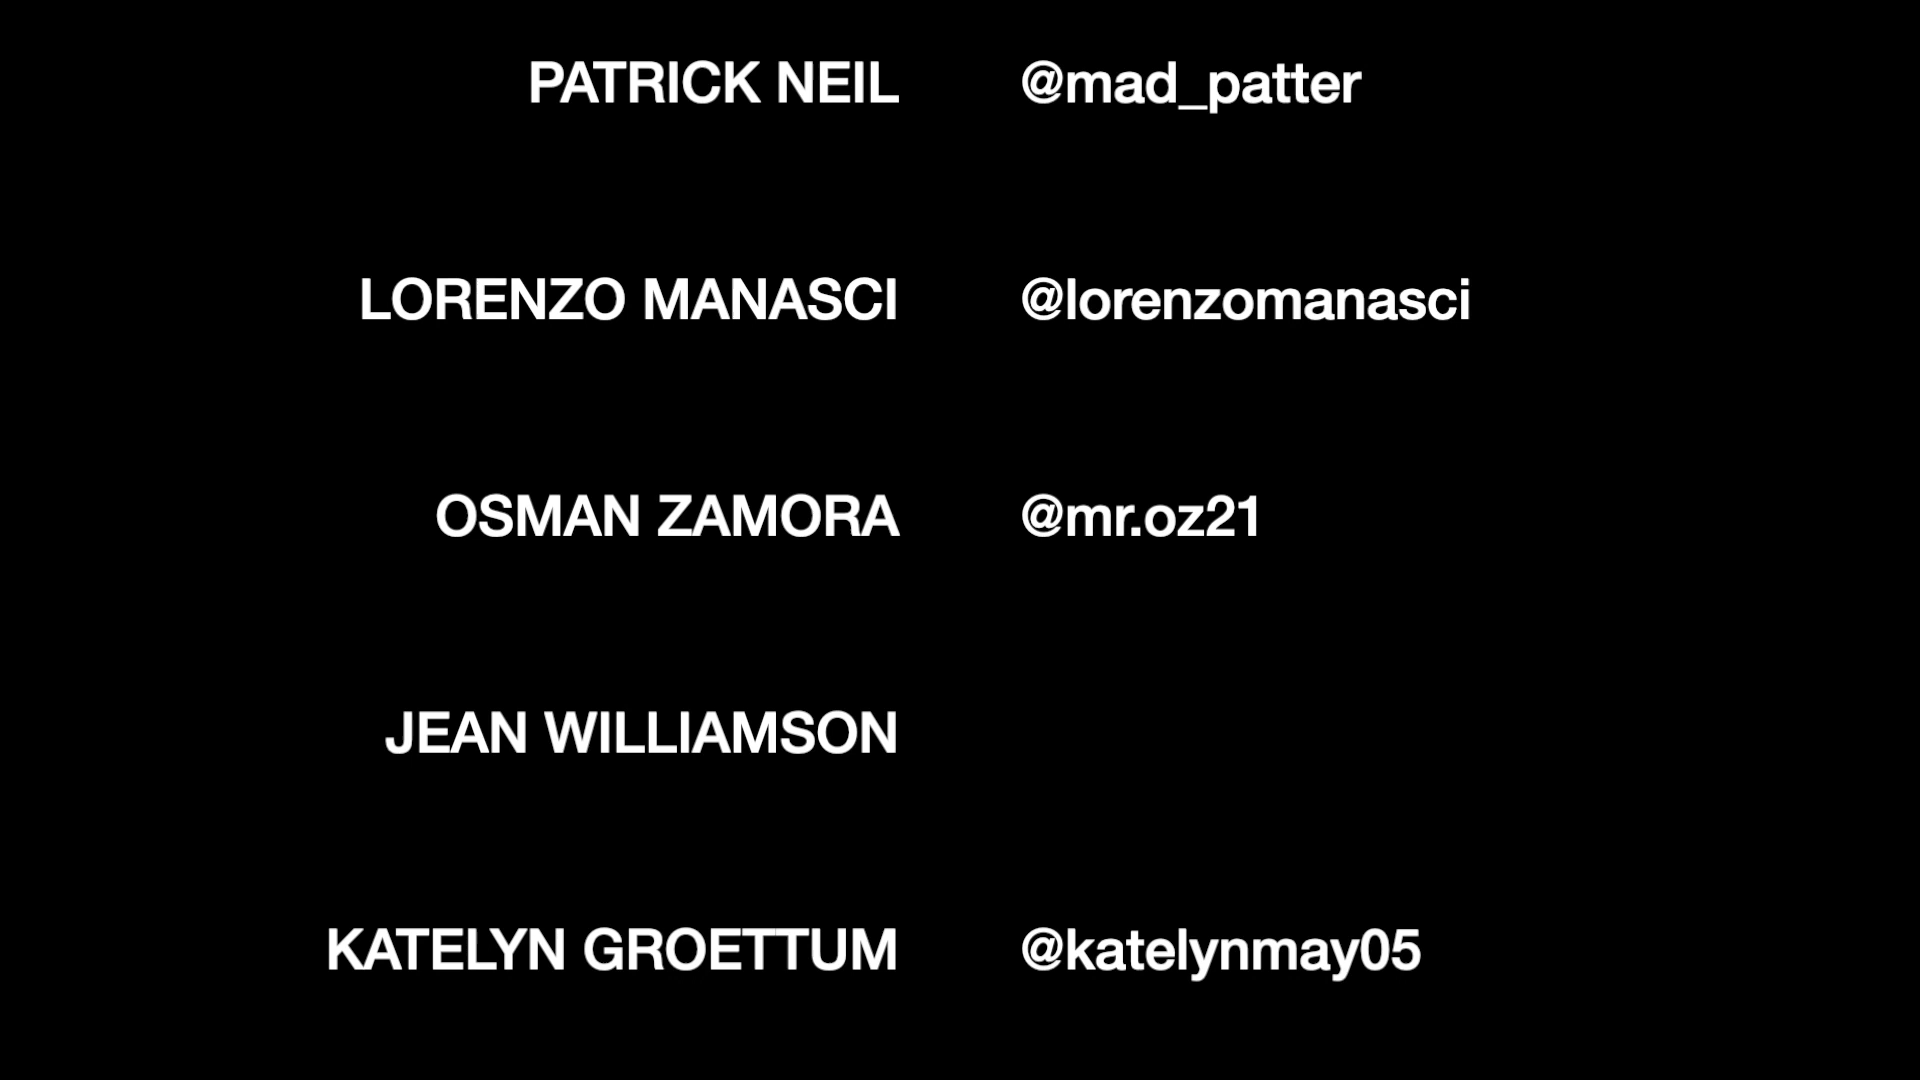 PATRICK NEIL @mad_patter
LORENZO MANASCI @lorenzomanasci
OSMAN ZAMORA @mr.oz21
JEAN WILLIAMSON
KATELYN GROETTUM @katelynmay05